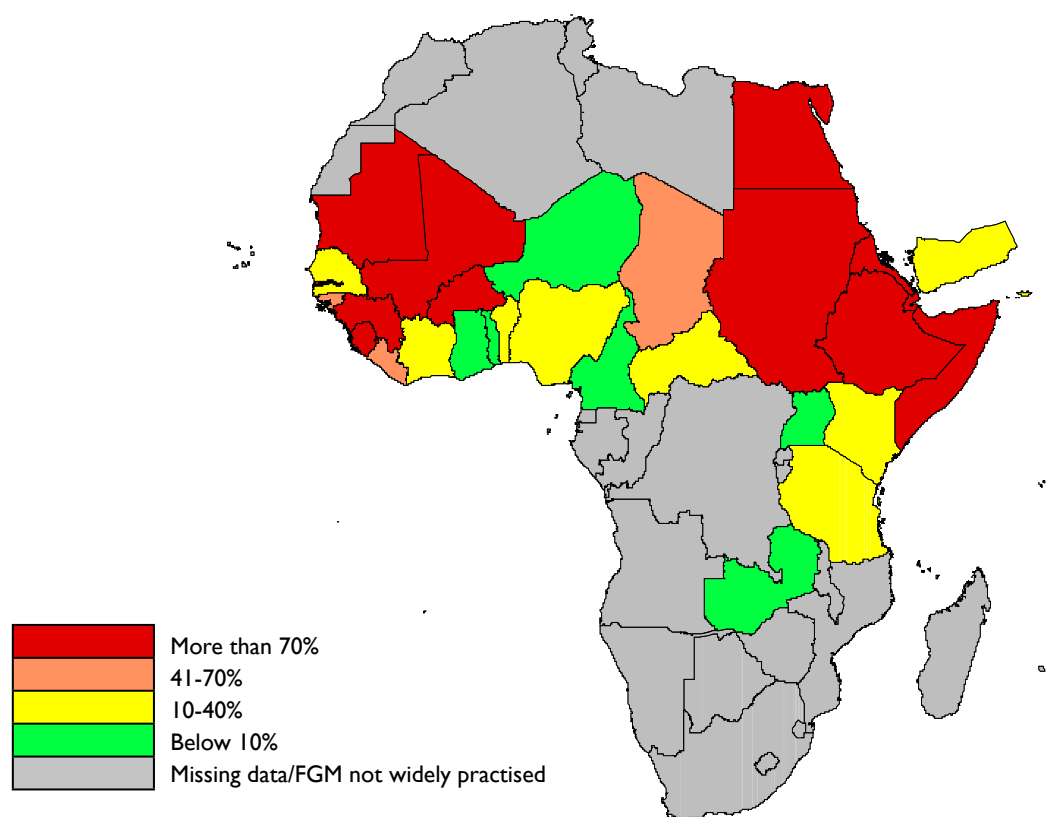 More than 70%
41-70%
10-40%
Below 10%
Missing data/FGM not widely practised